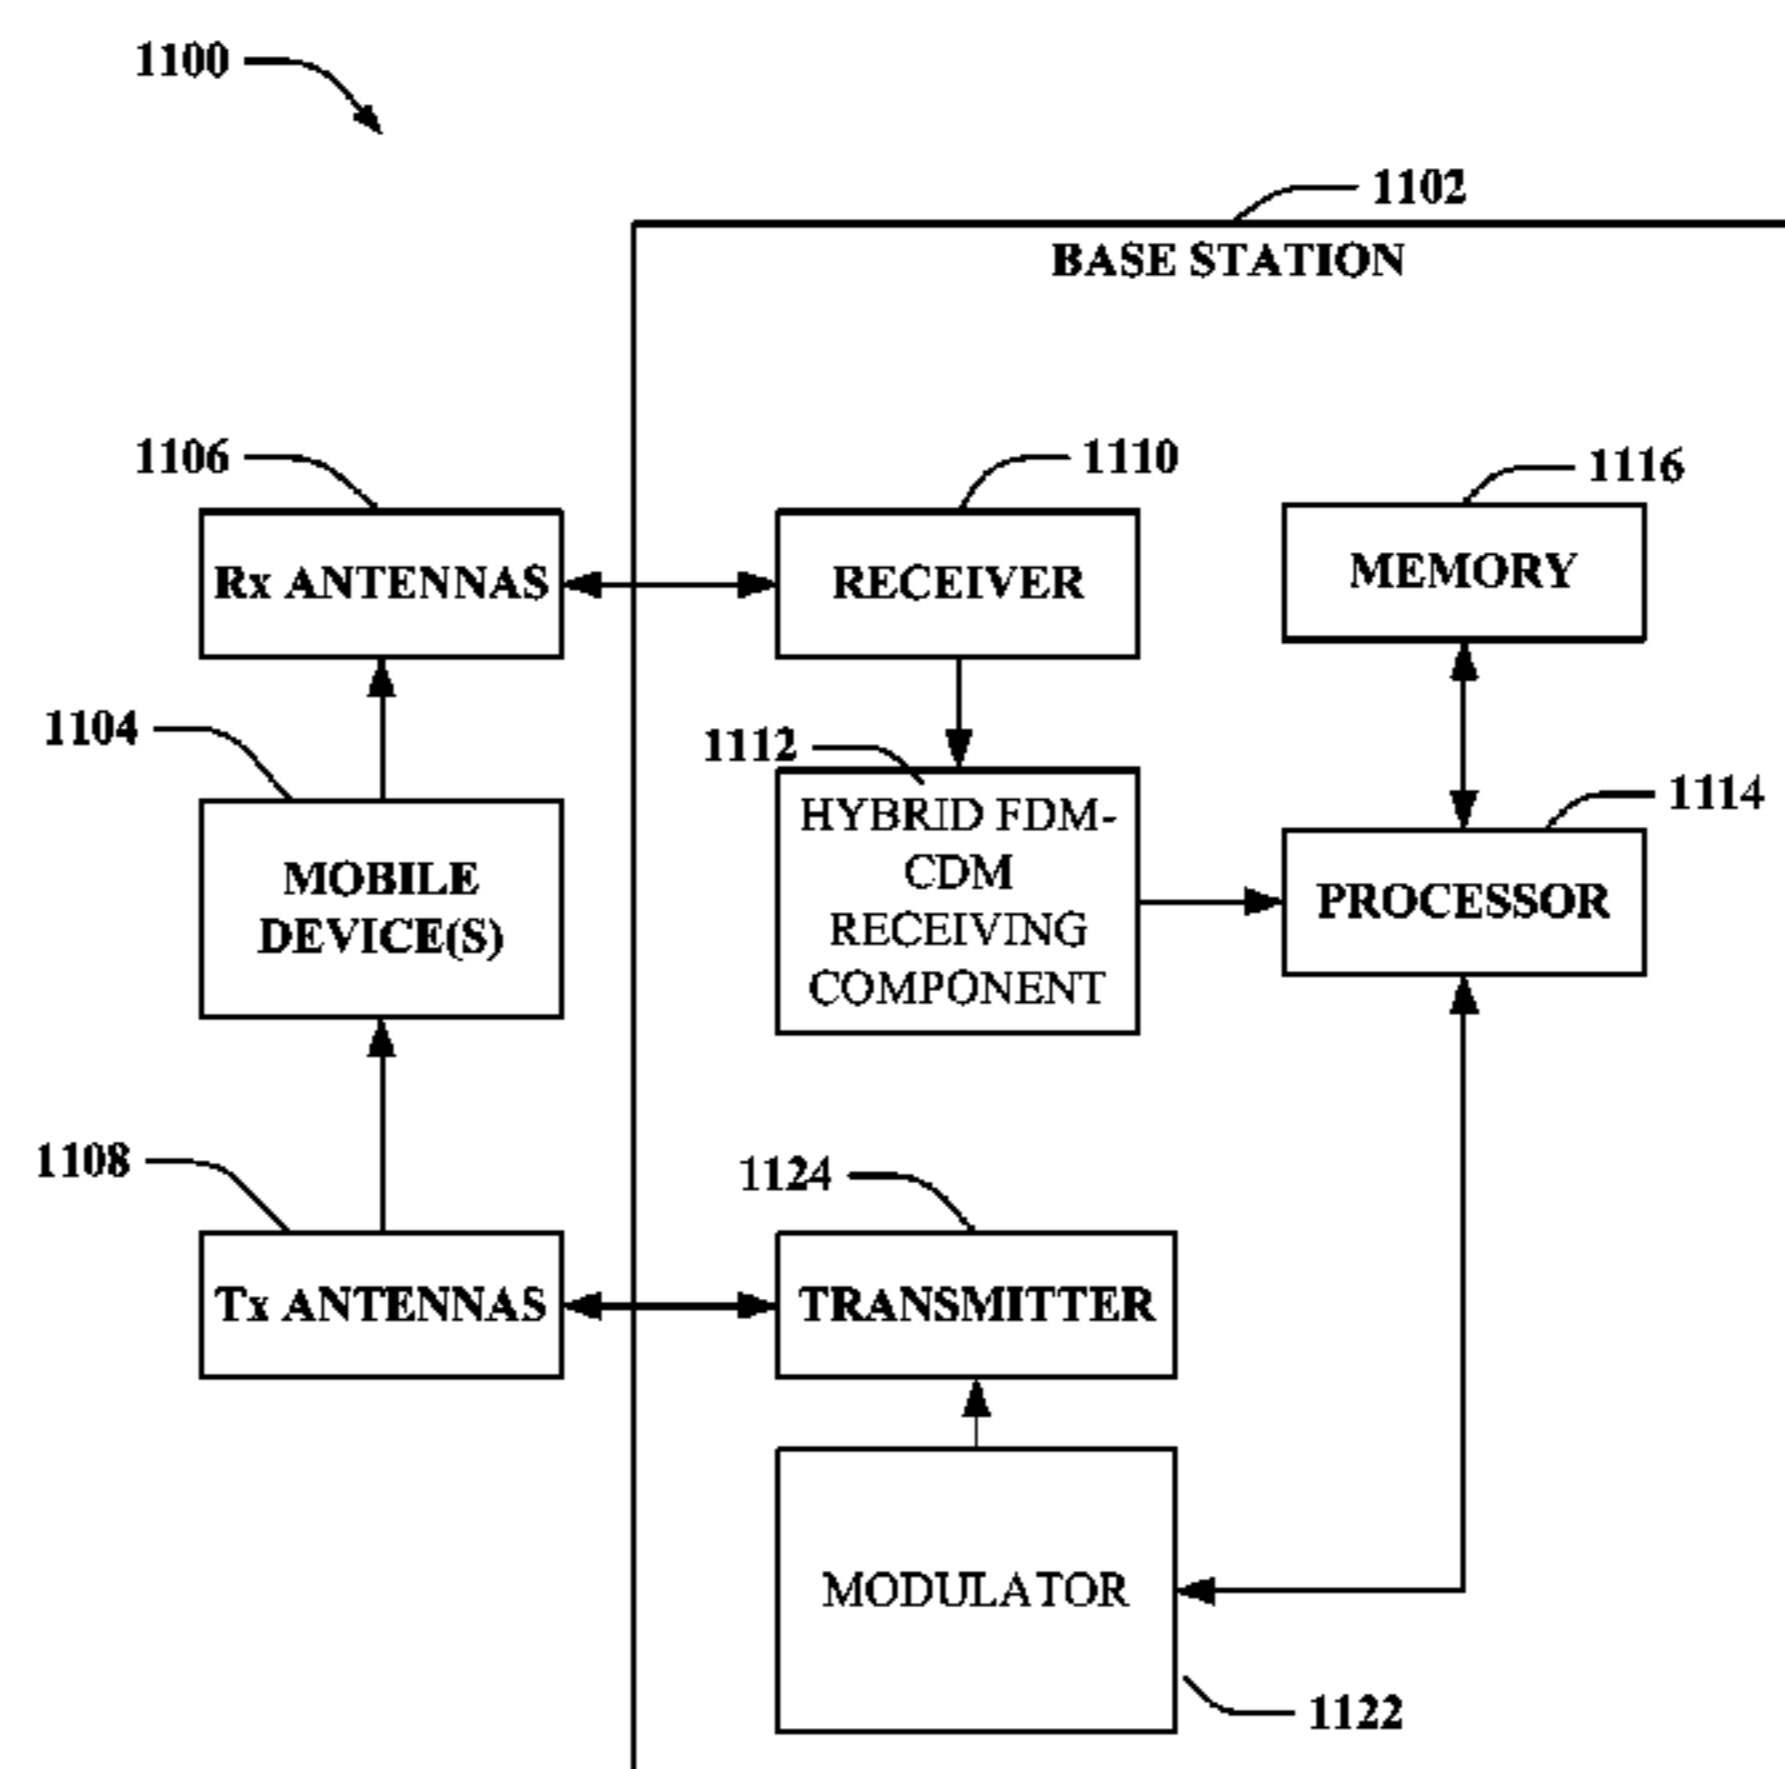 1100
1102
BASE STATION
1106
1110
1116
Rx ANTENNAS
RECEIVER
MEMORY
1104
1112
1114
MOBILE
DEVICE(S)
HYBRID FDM-
CDM
RECEIVING
COMPONENT
PROCESSOR
1108
1124
Tx ANTENNAS
TRANSMITTER
MODULATOR
1122